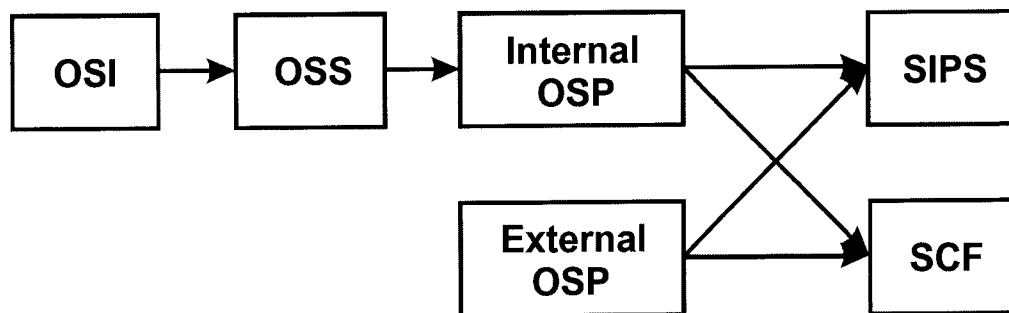 OSI
OSS
Internal
OSP
SIPS
External
OSP
SCF